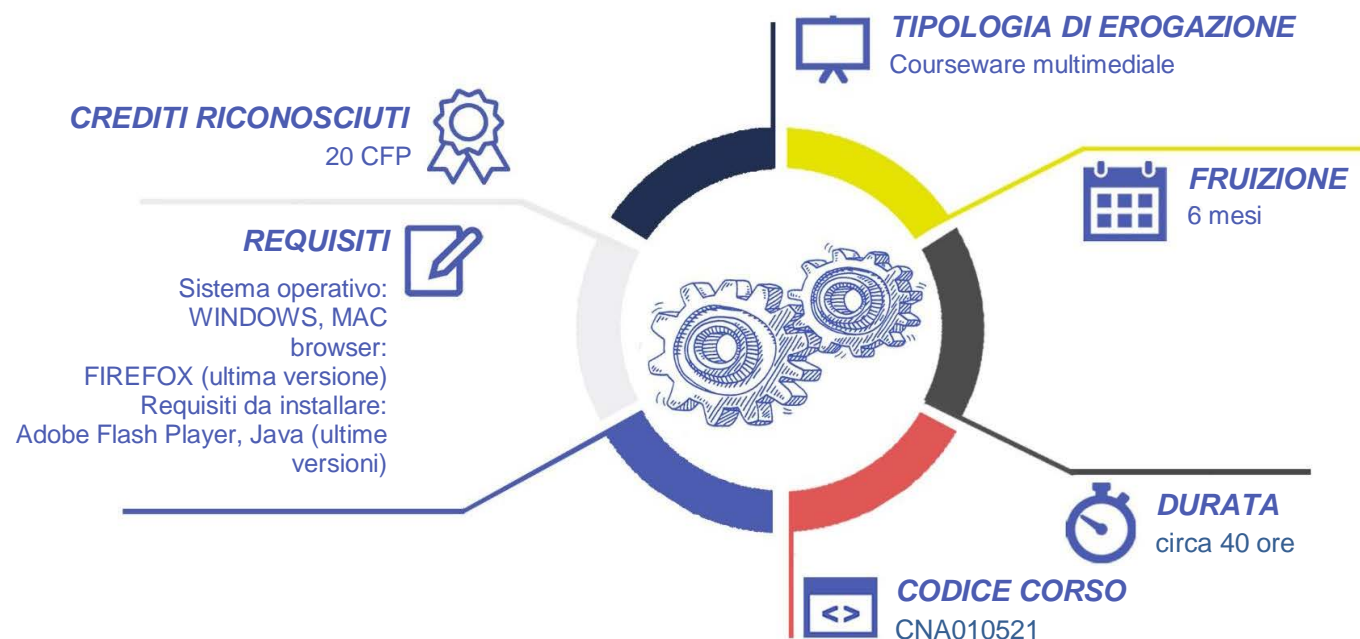 TIPOLOGIA DI EROGAZIONE
Courseware multimediale
CREDITI RICONOSCIUTI
20 CFP
FRUIZIONE
6 mesi
REQUISITI
Sistema operativo:
WINDOWS, MAC
browser:
FIREFOX (ultima versione)
Requisiti da installare:
Adobe Flash Player, Java (ultime
versioni)
DURATA
circa 40 ore
CODICE CORSO
<>
CNA010521